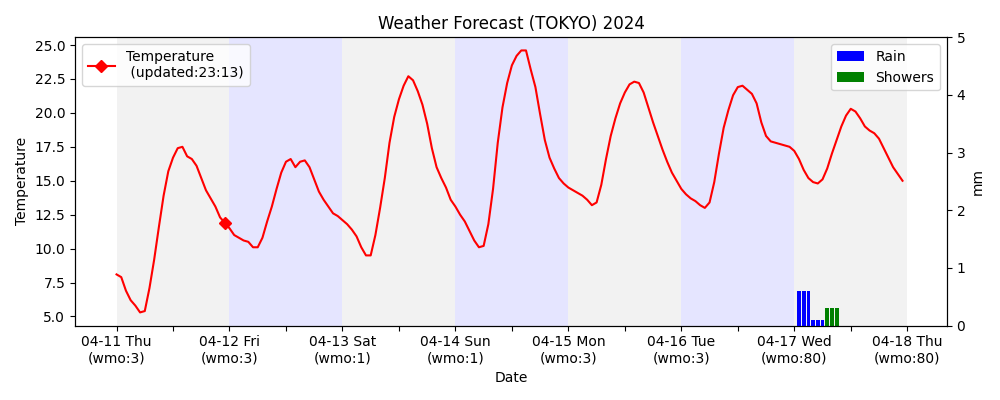 Weather Forecast (TOKYO) 2024
Temperature
(updated:23:13)
Rain
Showers
Temperature
25.0
22.5
20.0
17.5
15.0
12.5
10.0
7.5
5.0
5
4
3
2
1
0
mm
04-11 Thu
(wmo:3)
04-12 Fri
(wmo:3)
04-13 Sat
(wmo:1)
04-14 Sun
(wmo:1)
04-15 Mon
(wmo:3)
04-16 Tue
(wmo:3)
04-17 Wed
(wmo:80)
04-18 Thu
(wmo:80)
Date